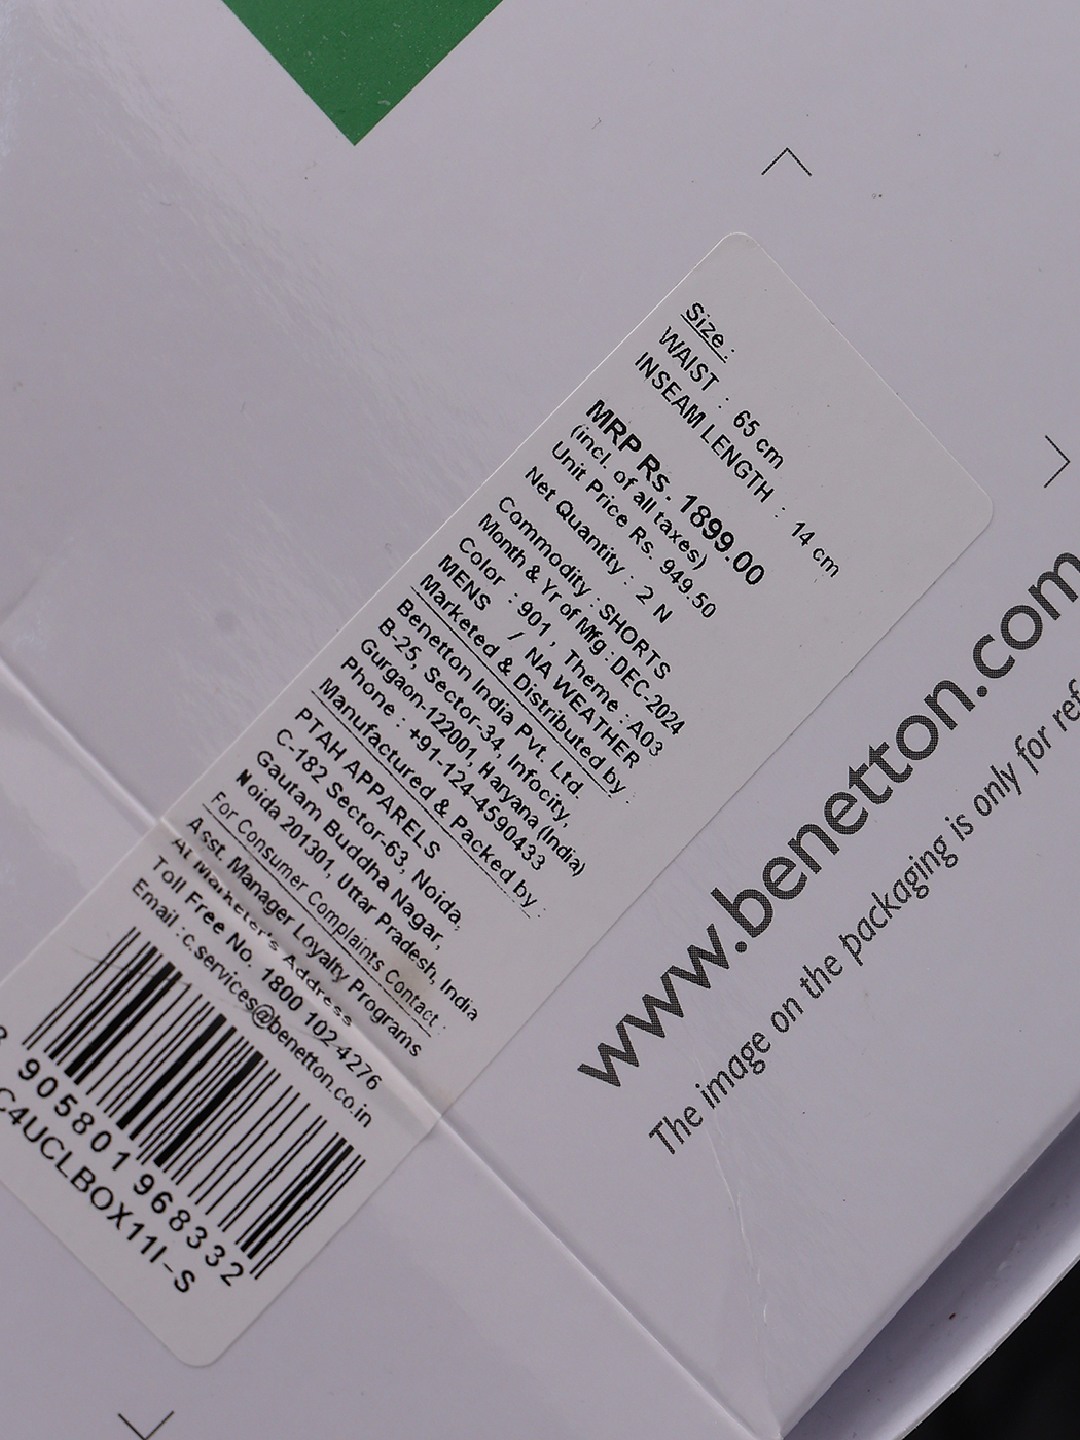 Size :
WAIST : 65 cm
INSEAM LENGTH : 14 cm
MRP Rs. 1899.00
(incl. of all taxes)
Unit Price Rs. 949.50
Net Quantity : 2 N
Commodity : SHORTS
Month & Yr of Mfg : DEC-2024
Color : 901 , Theme : A03
MENS / NA WEATHER
Marketed & Distributed by :
Benetton India Pvt. Ltd.
B-25, Sector-34, Infocity,
Gurgaon-122001, Haryana (India)
Phone : +91-124-4590433
Manufactured & Packed by :
PTAH APPARELS
C-182 Sector-63, Noida,
Gautam Buddha Nagar,
Noida 201301, Uttar Pradesh, India
For Consumer Complaints Contact :
Asst. Manager Loyalty Programs
At Marketer's Address
Toll Free No. 1800 102 4276
Email :c.services@benetton.co.in
905801 968332
C4UCLBOX11I-S
www.benetton.com
The image on the packaging is only for